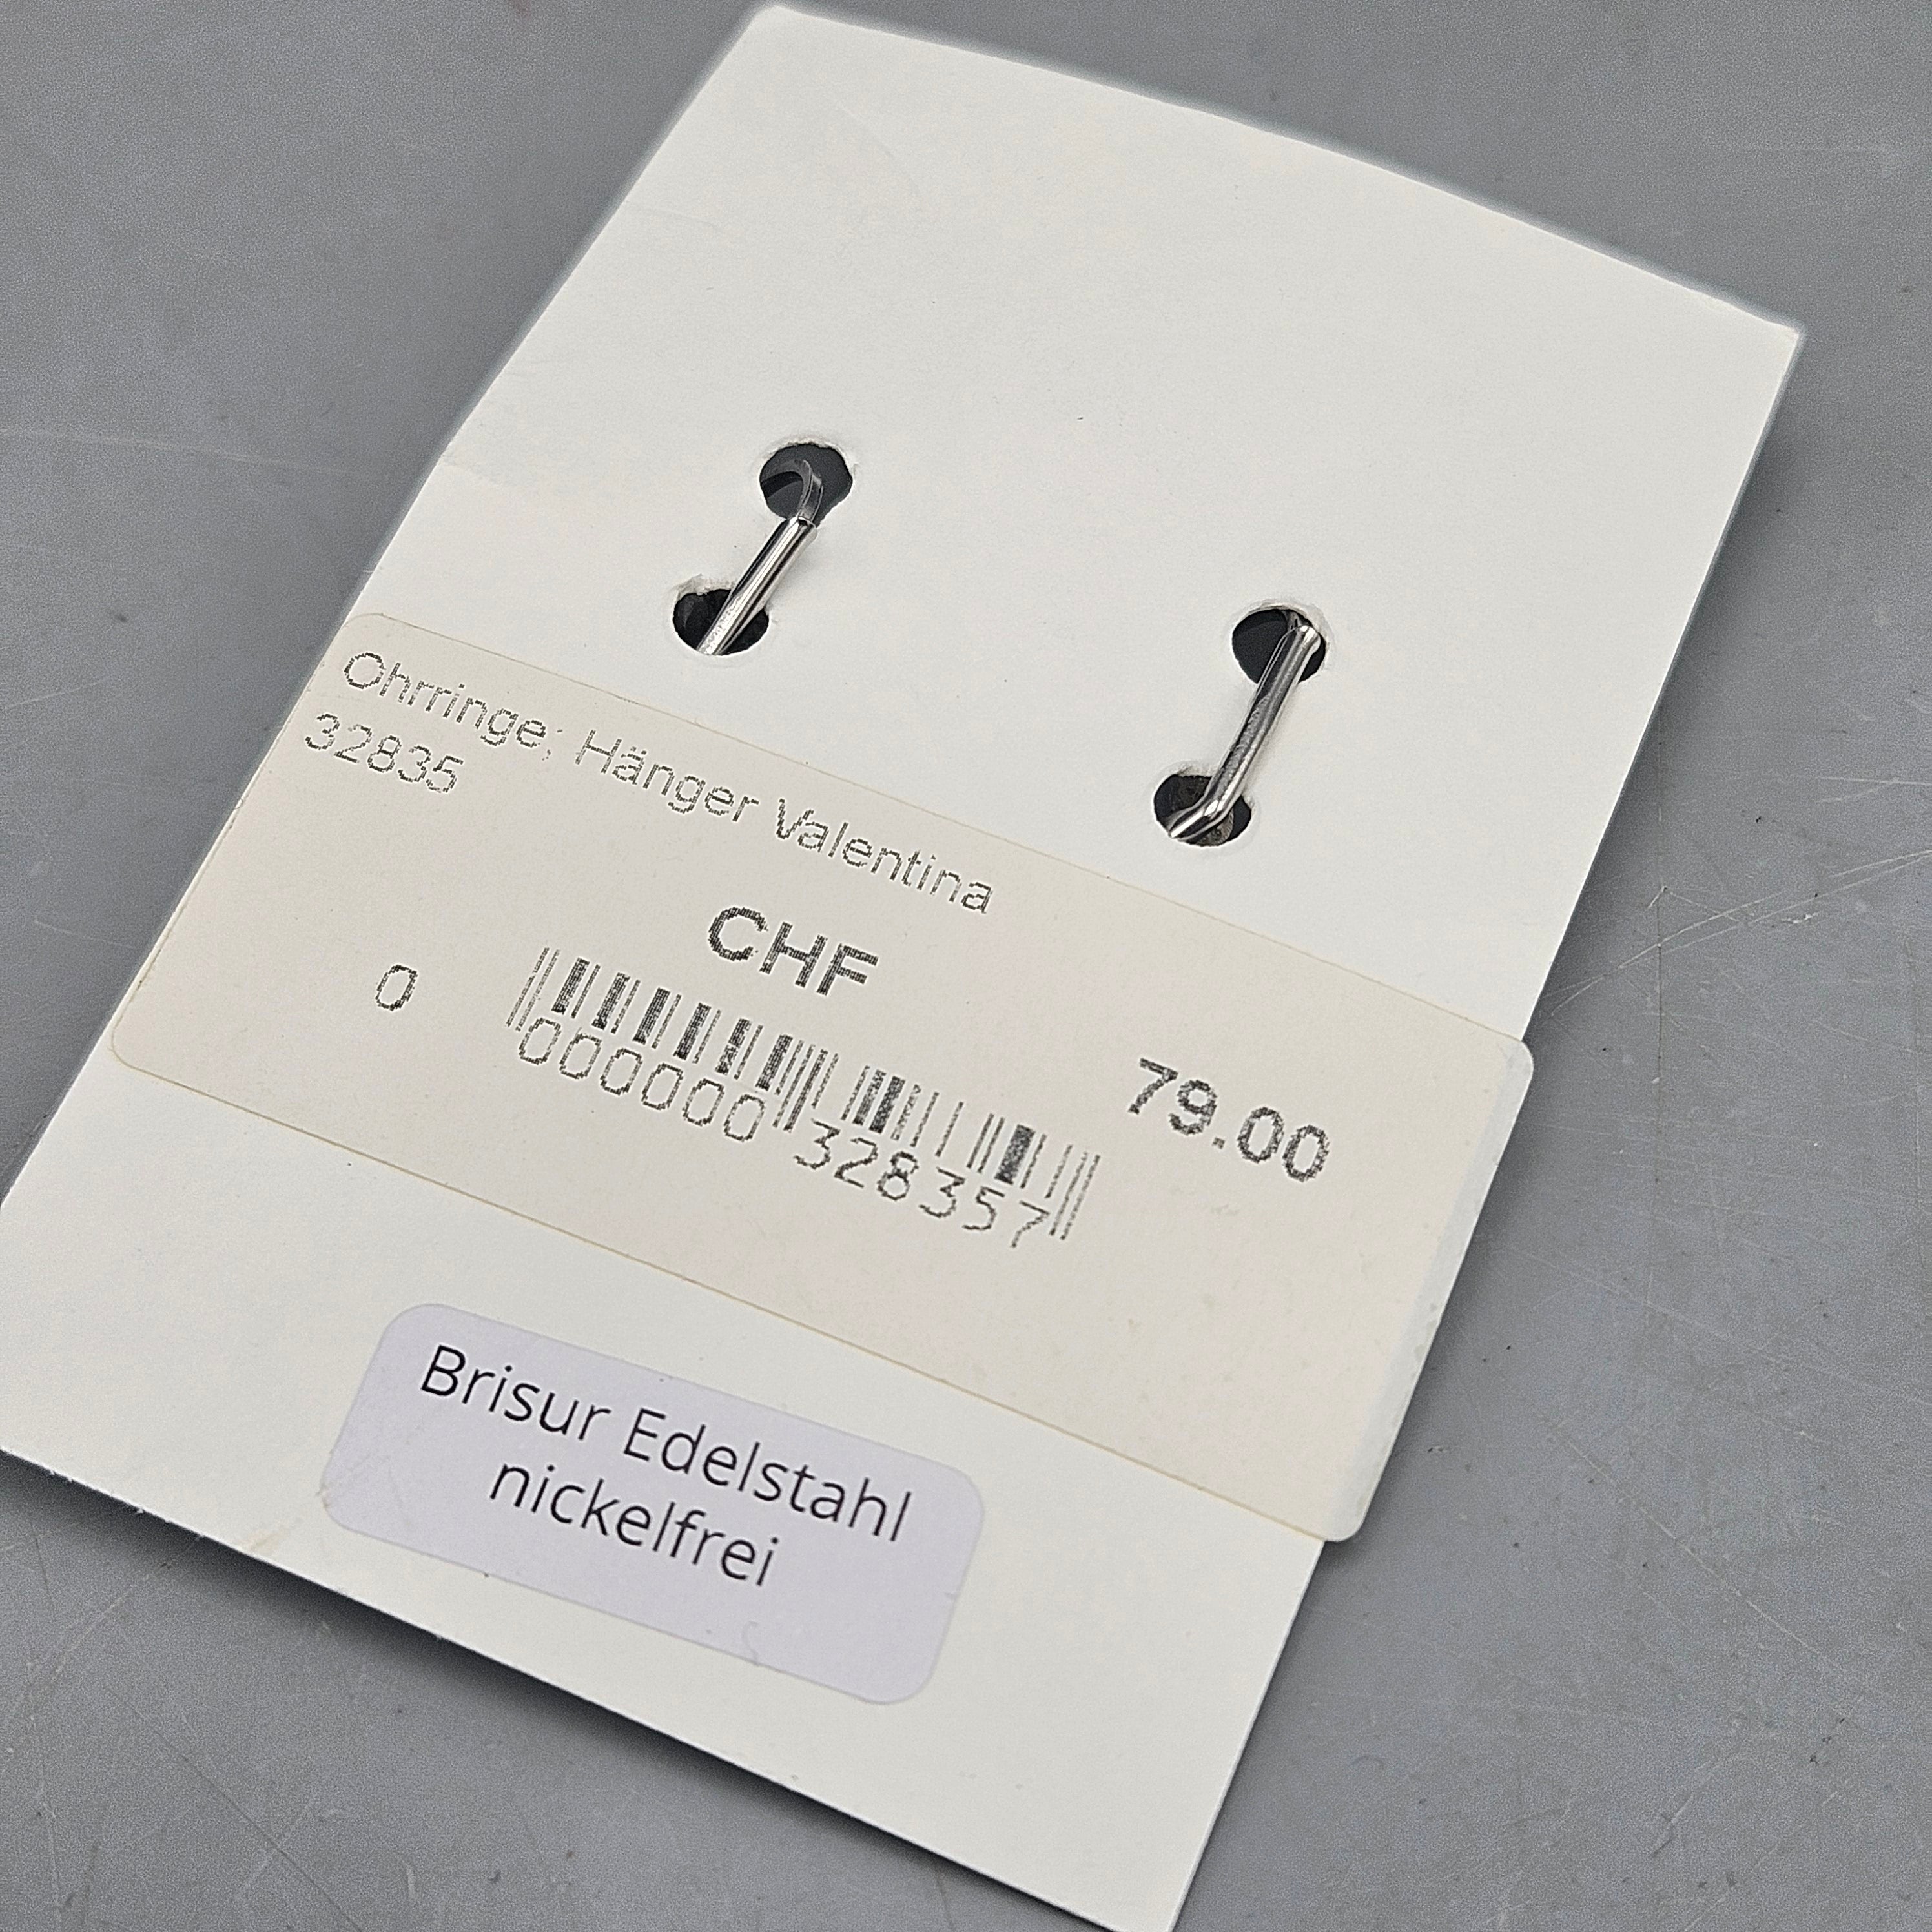 Ohrringe; Hänger Valentina
32835
CHF 79.00
0 000000 328357
Brisur Edelstahl
nickelfrei